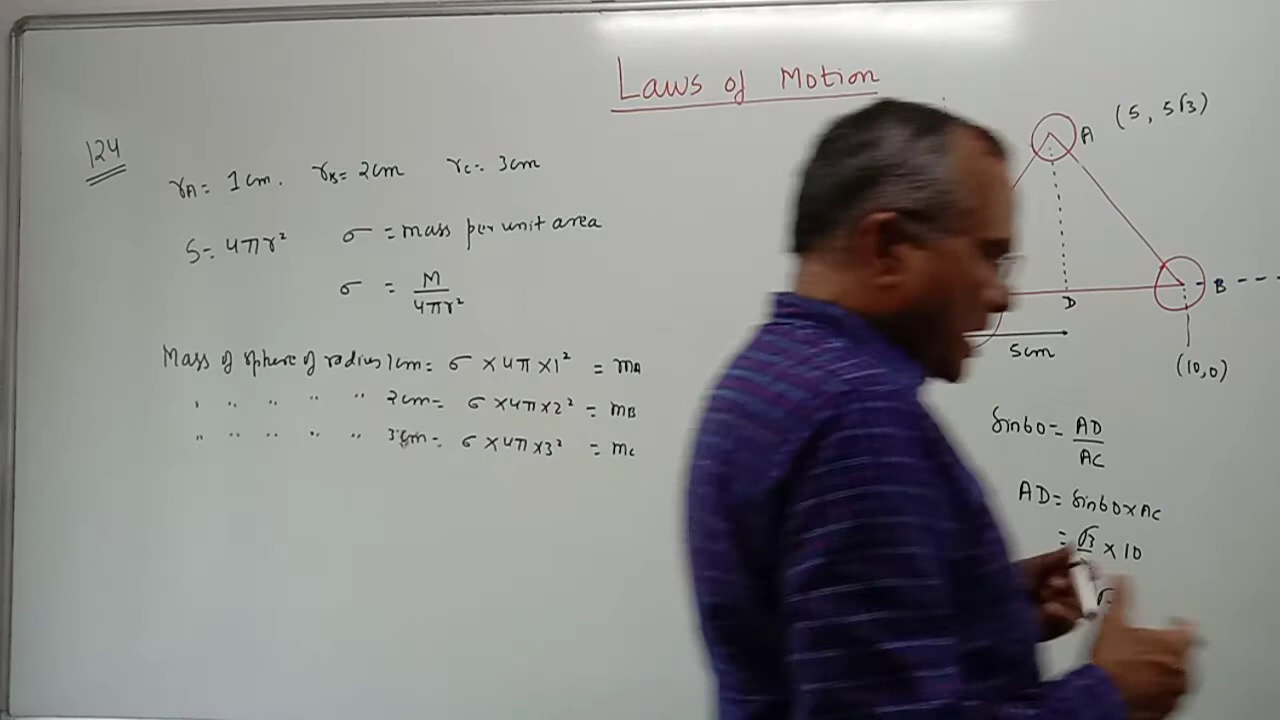 Laws of Motion
124
rA = 1cm. rB = 2cm rC = 3cm
S = 4πr² σ = mass per unit area
σ = M / 4πr²
Mass of sphere of radius 1cm = σ × 4π × 1² = mA
" " " " " 2cm = σ × 4π × 2² = mB
" " " " " 3cm = σ × 4π × 3² = mC
A (5, 5√3)
B
D
5cm
(10,0)
Sin60 = AD / AC
AD = Sin60 × AC
= √3 × 10